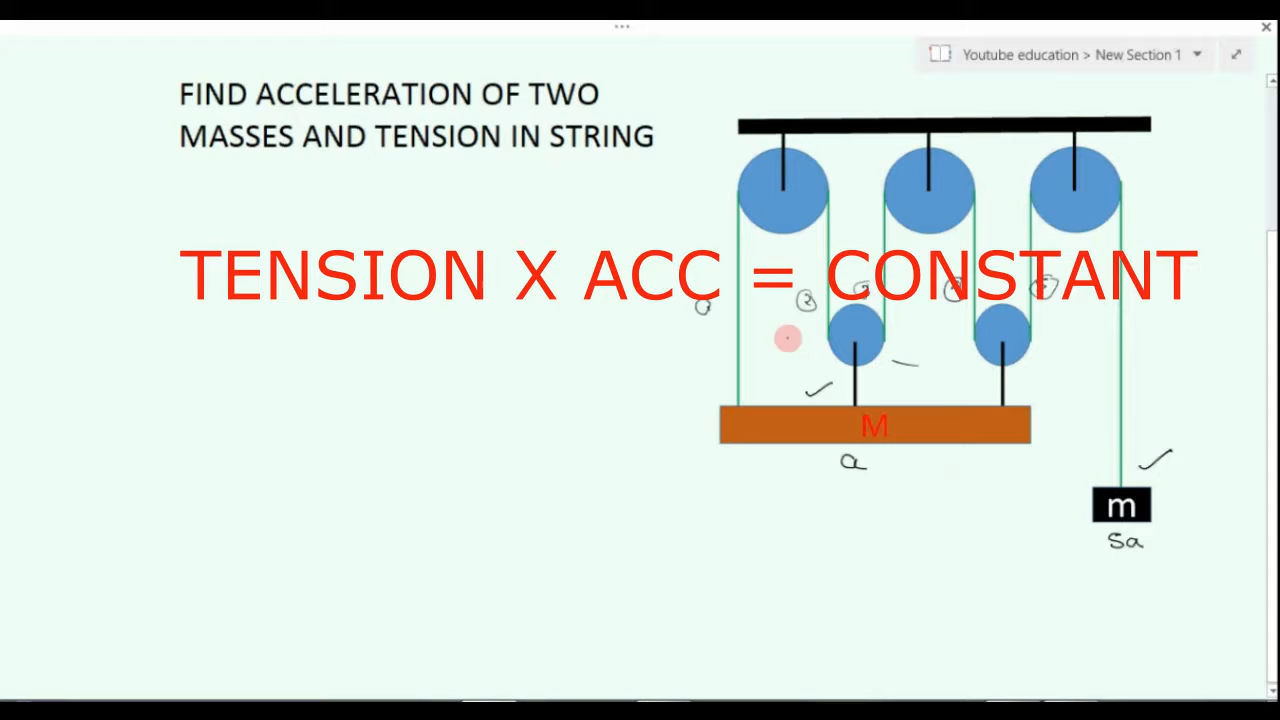 Youtube education > New Section 1
FIND ACCELERATION OF TWO
MASSES AND TENSION IN STRING
TENSION X ACC = CONSTANT
M
a
m
5a